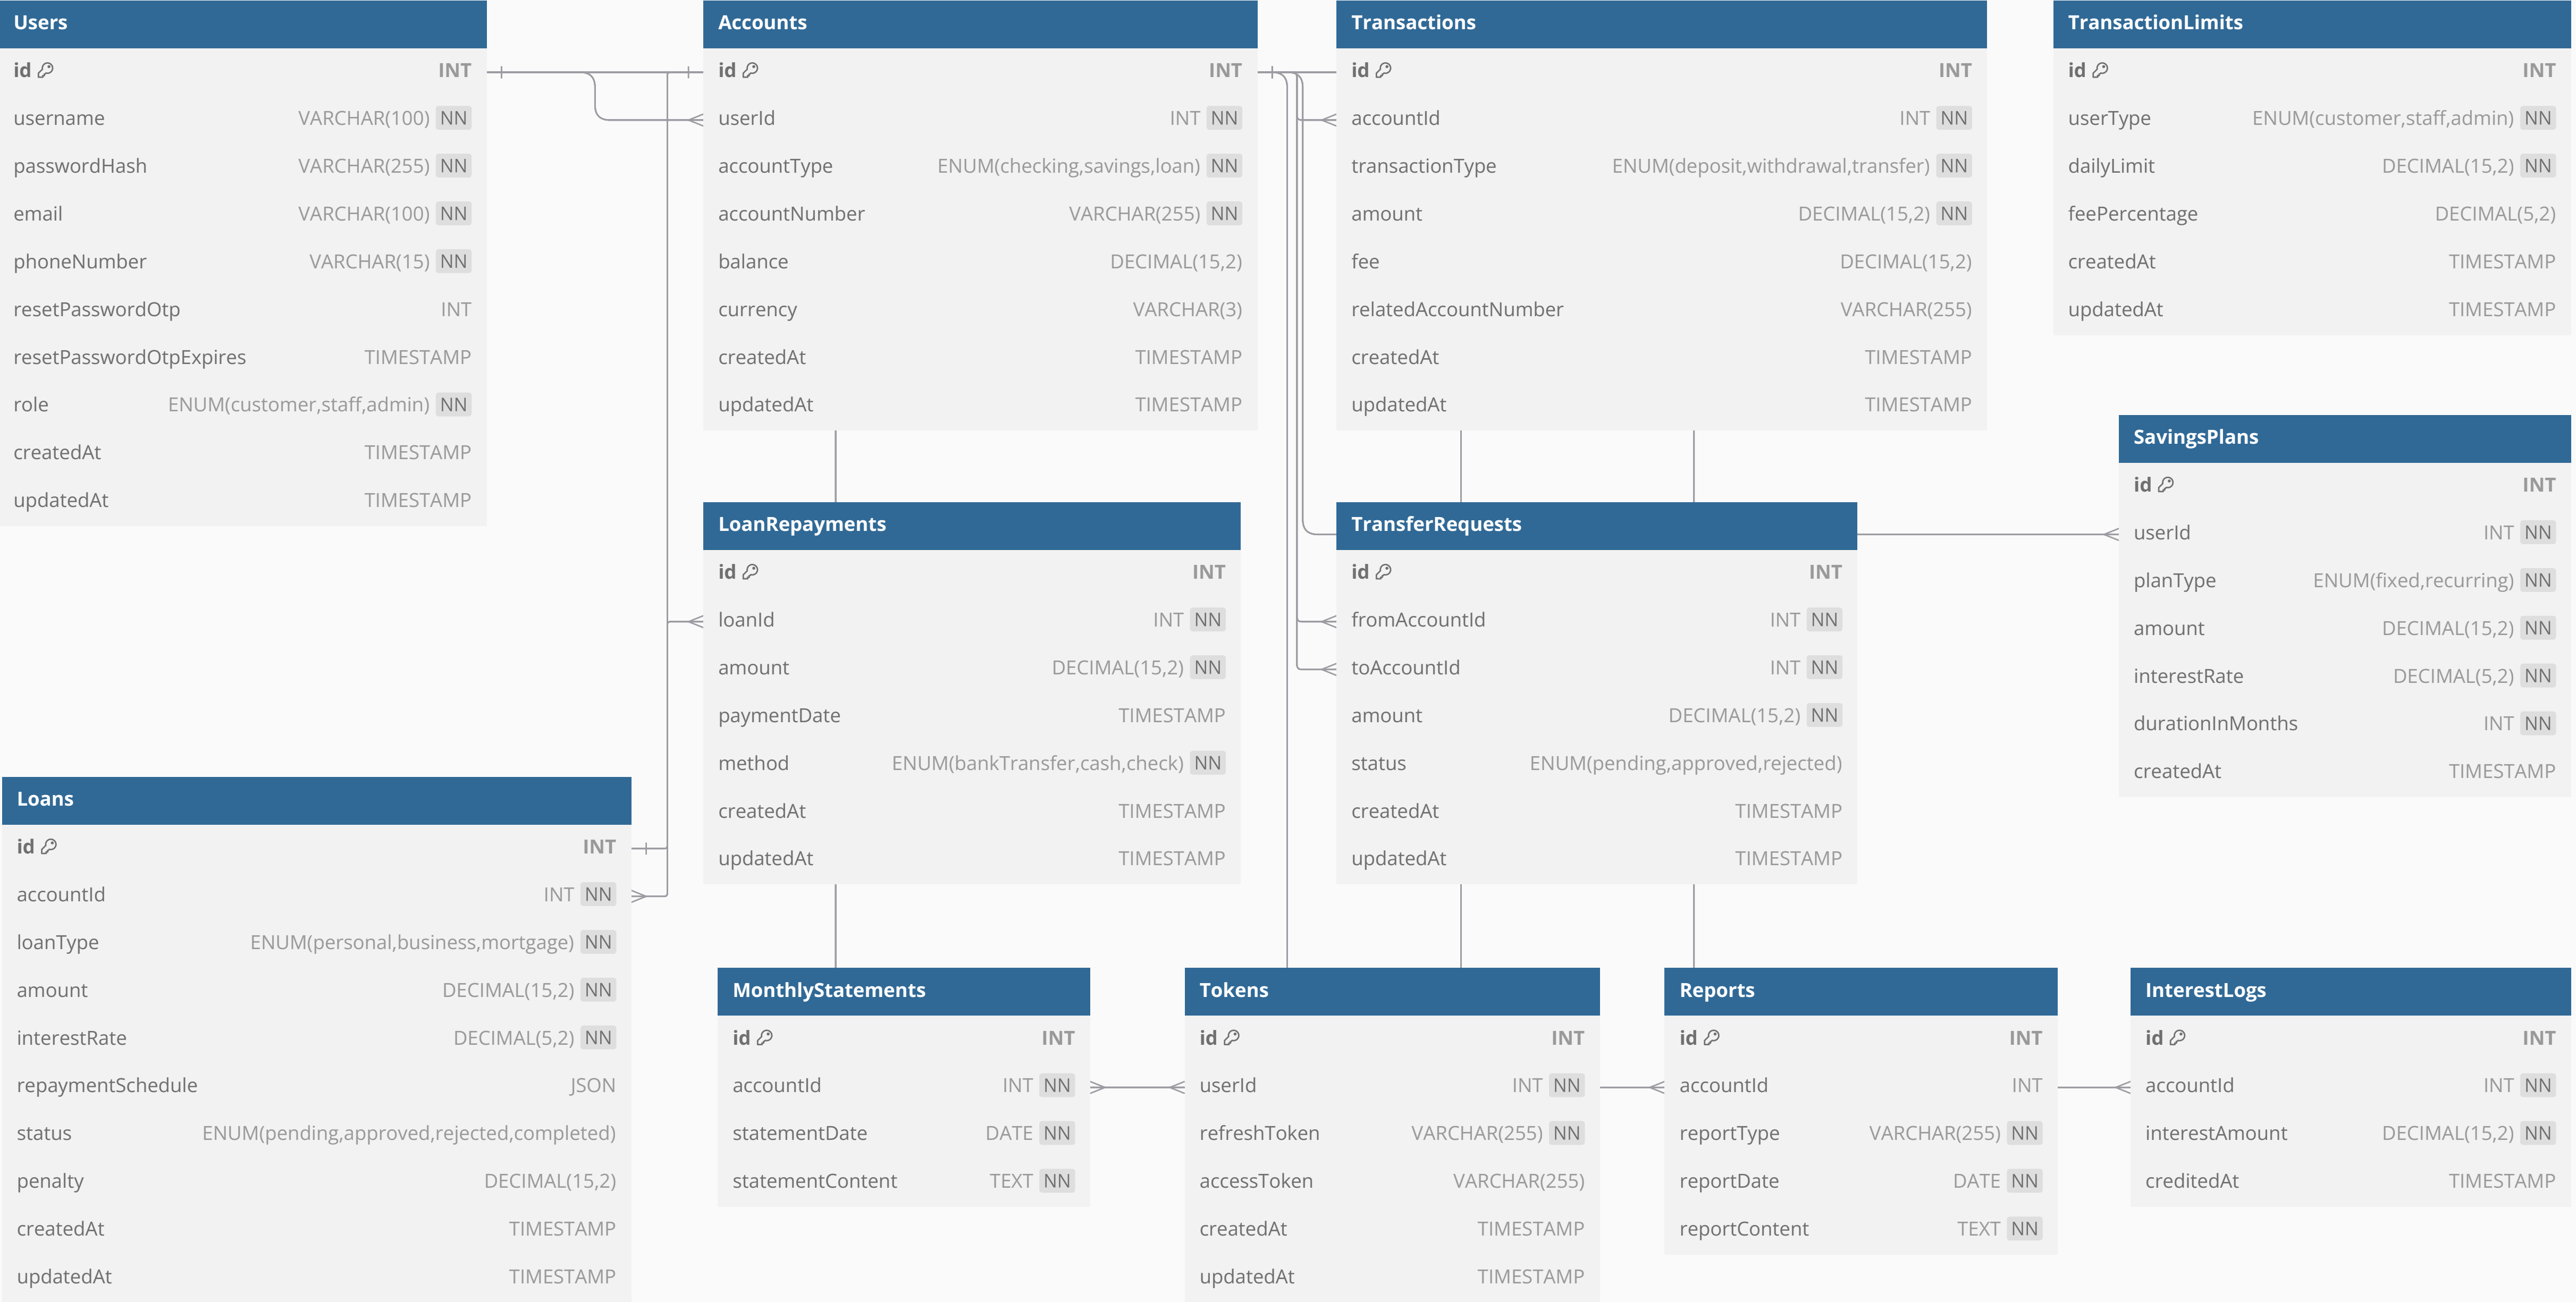 Users
id INT
username VARCHAR(100) NN
passwordHash VARCHAR(255) NN
email VARCHAR(100) NN
phoneNumber VARCHAR(15) NN
resetPasswordOtp INT
resetPasswordOtpExpires TIMESTAMP
role ENUM(customer,staff,admin) NN
createdAt TIMESTAMP
updatedAt TIMESTAMP
Accounts
id INT
userId INT NN
accountType ENUM(checking,savings,loan) NN
accountNumber VARCHAR(255) NN
balance DECIMAL(15,2)
currency VARCHAR(3)
createdAt TIMESTAMP
updatedAt TIMESTAMP
Transactions
id INT
accountId INT NN
transactionType ENUM(deposit,withdrawal,transfer) NN
amount DECIMAL(15,2) NN
fee DECIMAL(15,2)
relatedAccountNumber VARCHAR(255)
createdAt TIMESTAMP
updatedAt TIMESTAMP
TransactionLimits
id INT
userType ENUM(customer,staff,admin) NN
dailyLimit DECIMAL(15,2) NN
feePercentage DECIMAL(5,2)
createdAt TIMESTAMP
updatedAt TIMESTAMP
LoanRepayments
id INT
loanId INT NN
amount DECIMAL(15,2) NN
paymentDate TIMESTAMP
method ENUM(bankTransfer,cash,check) NN
createdAt TIMESTAMP
updatedAt TIMESTAMP
TransferRequests
id INT
fromAccountId INT NN
toAccountId INT NN
amount DECIMAL(15,2) NN
status ENUM(pending,approved,rejected)
createdAt TIMESTAMP
updatedAt TIMESTAMP
SavingsPlans
id INT
userId INT NN
planType ENUM(fixed,recurring) NN
amount DECIMAL(15,2) NN
interestRate DECIMAL(5,2) NN
durationInMonths INT NN
createdAt TIMESTAMP
Loans
id INT
accountId INT NN
loanType ENUM(personal,business,mortgage) NN
amount DECIMAL(15,2) NN
interestRate DECIMAL(5,2) NN
repaymentSchedule JSON
status ENUM(pending,approved,rejected,completed)
penalty DECIMAL(15,2)
createdAt TIMESTAMP
updatedAt TIMESTAMP
MonthlyStatements
id INT
accountId INT NN
statementDate DATE NN
statementContent TEXT NN
Tokens
id INT
userId INT NN
refreshToken VARCHAR(255) NN
accessToken VARCHAR(255)
createdAt TIMESTAMP
updatedAt TIMESTAMP
Reports
id INT
accountId INT
reportType VARCHAR(255) NN
reportDate DATE NN
reportContent TEXT NN
InterestLogs
id INT
accountId INT NN
interestAmount DECIMAL(15,2) NN
creditedAt TIMESTAMP